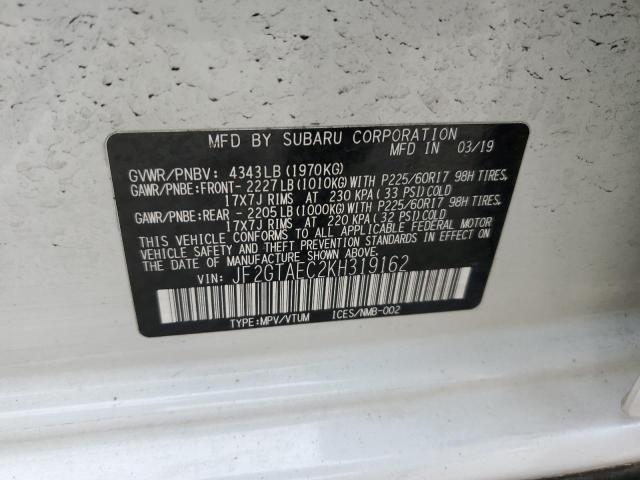 MFD BY SUBARU CORPORATION
MFD IN 03/19
GVWR/PNBV: 4343LB (1970KG)
GAWR/PNBE:FRONT- 2227LB(1010KG)WITH P225/60R17 98H TIRES,
17X7J RIMS AT 230 KPA(33 PSI) COLD
GAWR/PNBE:REAR - 2205LB(1000KG)WITH P225/60R17 98H TIRES,
17X7J RIMS AT 220 KPA(32 PSI)COLD
THIS VEHICLE CONFORMS TO ALL APPLICABLE FEDERAL MOTOR
VEHICLE SAFETY AND THEFT PREVENTION STANDARDS IN EFFECT
ON THE DATE OF MANUFACTURE SHOWN ABOVE.
VIN: JF2GTAEC2KH319162
TYPE:MPV/VTUM ICES/NMB-002